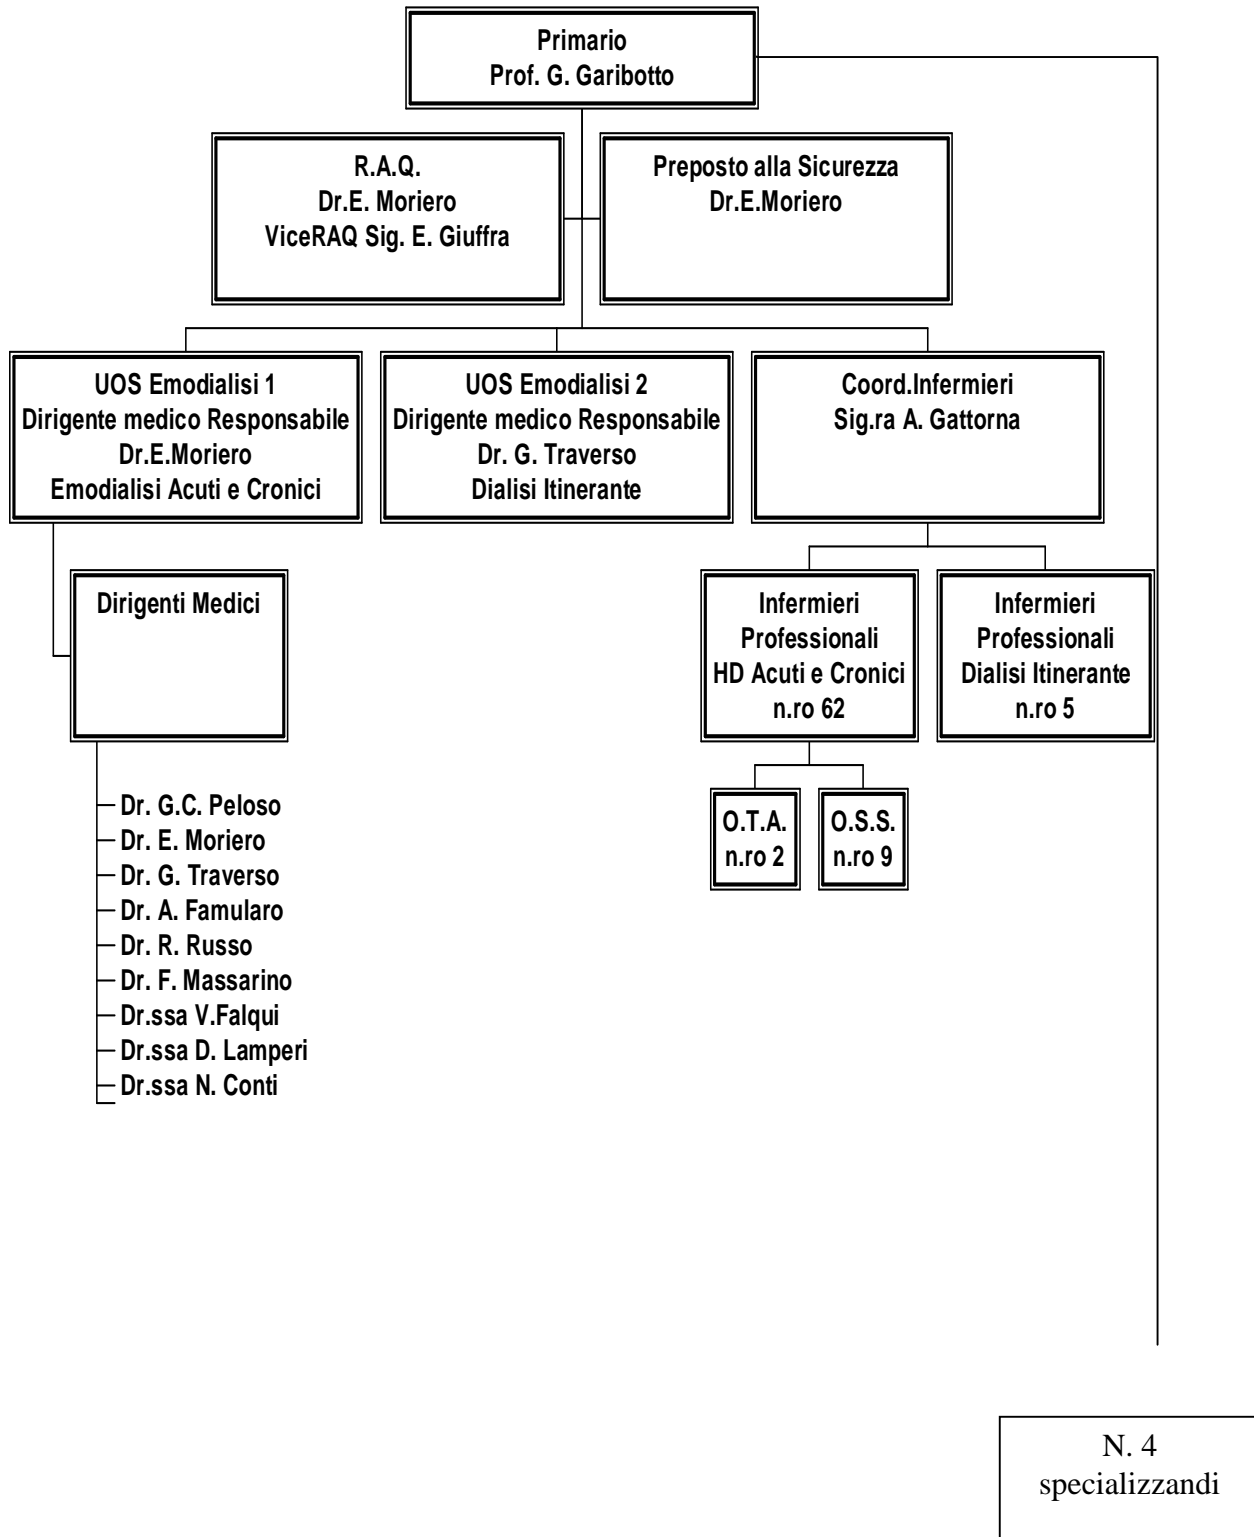 Primario
Prof. G. Garibotto
R.A.Q.
Dr.E. Moriero
ViceRAQ Sig. E. Giuffra
Preposto alla Sicurezza
Dr.E.Moriero
UOS Emodialisi 1
Dirigente medico Responsabile
Dr.E.Moriero
Emodialisi Acuti e Cronici
UOS Emodialisi 2
Dirigente medico Responsabile
Dr. G. Traverso
Dialisi Itinerante
Coord.Infermieri
Sig.ra A. Gattorna
Dirigenti Medici
Infermieri
Professionali
HD Acuti e Cronici
n.ro 62
Infermieri
Professionali
Dialisi Itinerante
n.ro 5
O.T.A.
n.ro 2
O.S.S.
n.ro 9
Dr. G.C. Peloso
Dr. E. Moriero
Dr. G. Traverso
Dr. A. Famularo
Dr. R. Russo
Dr. F. Massarino
Dr.ssa V.Falqui
Dr.ssa D. Lamperi
Dr.ssa N. Conti
N. 4
specializzandi